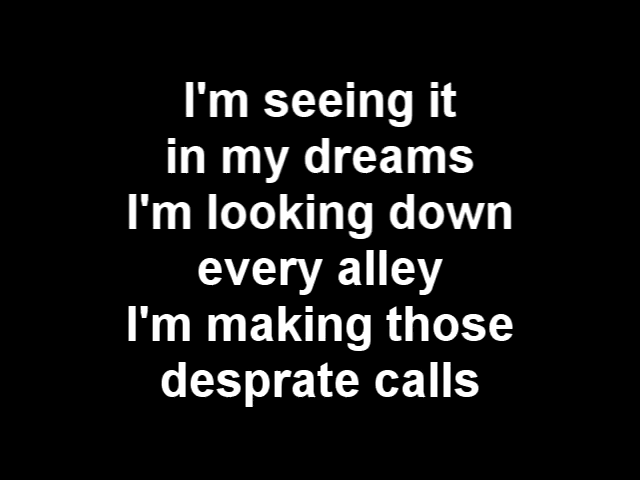 I'm seeing it
in my dreams
I'm looking down
every alley
I'm making those
desprate calls